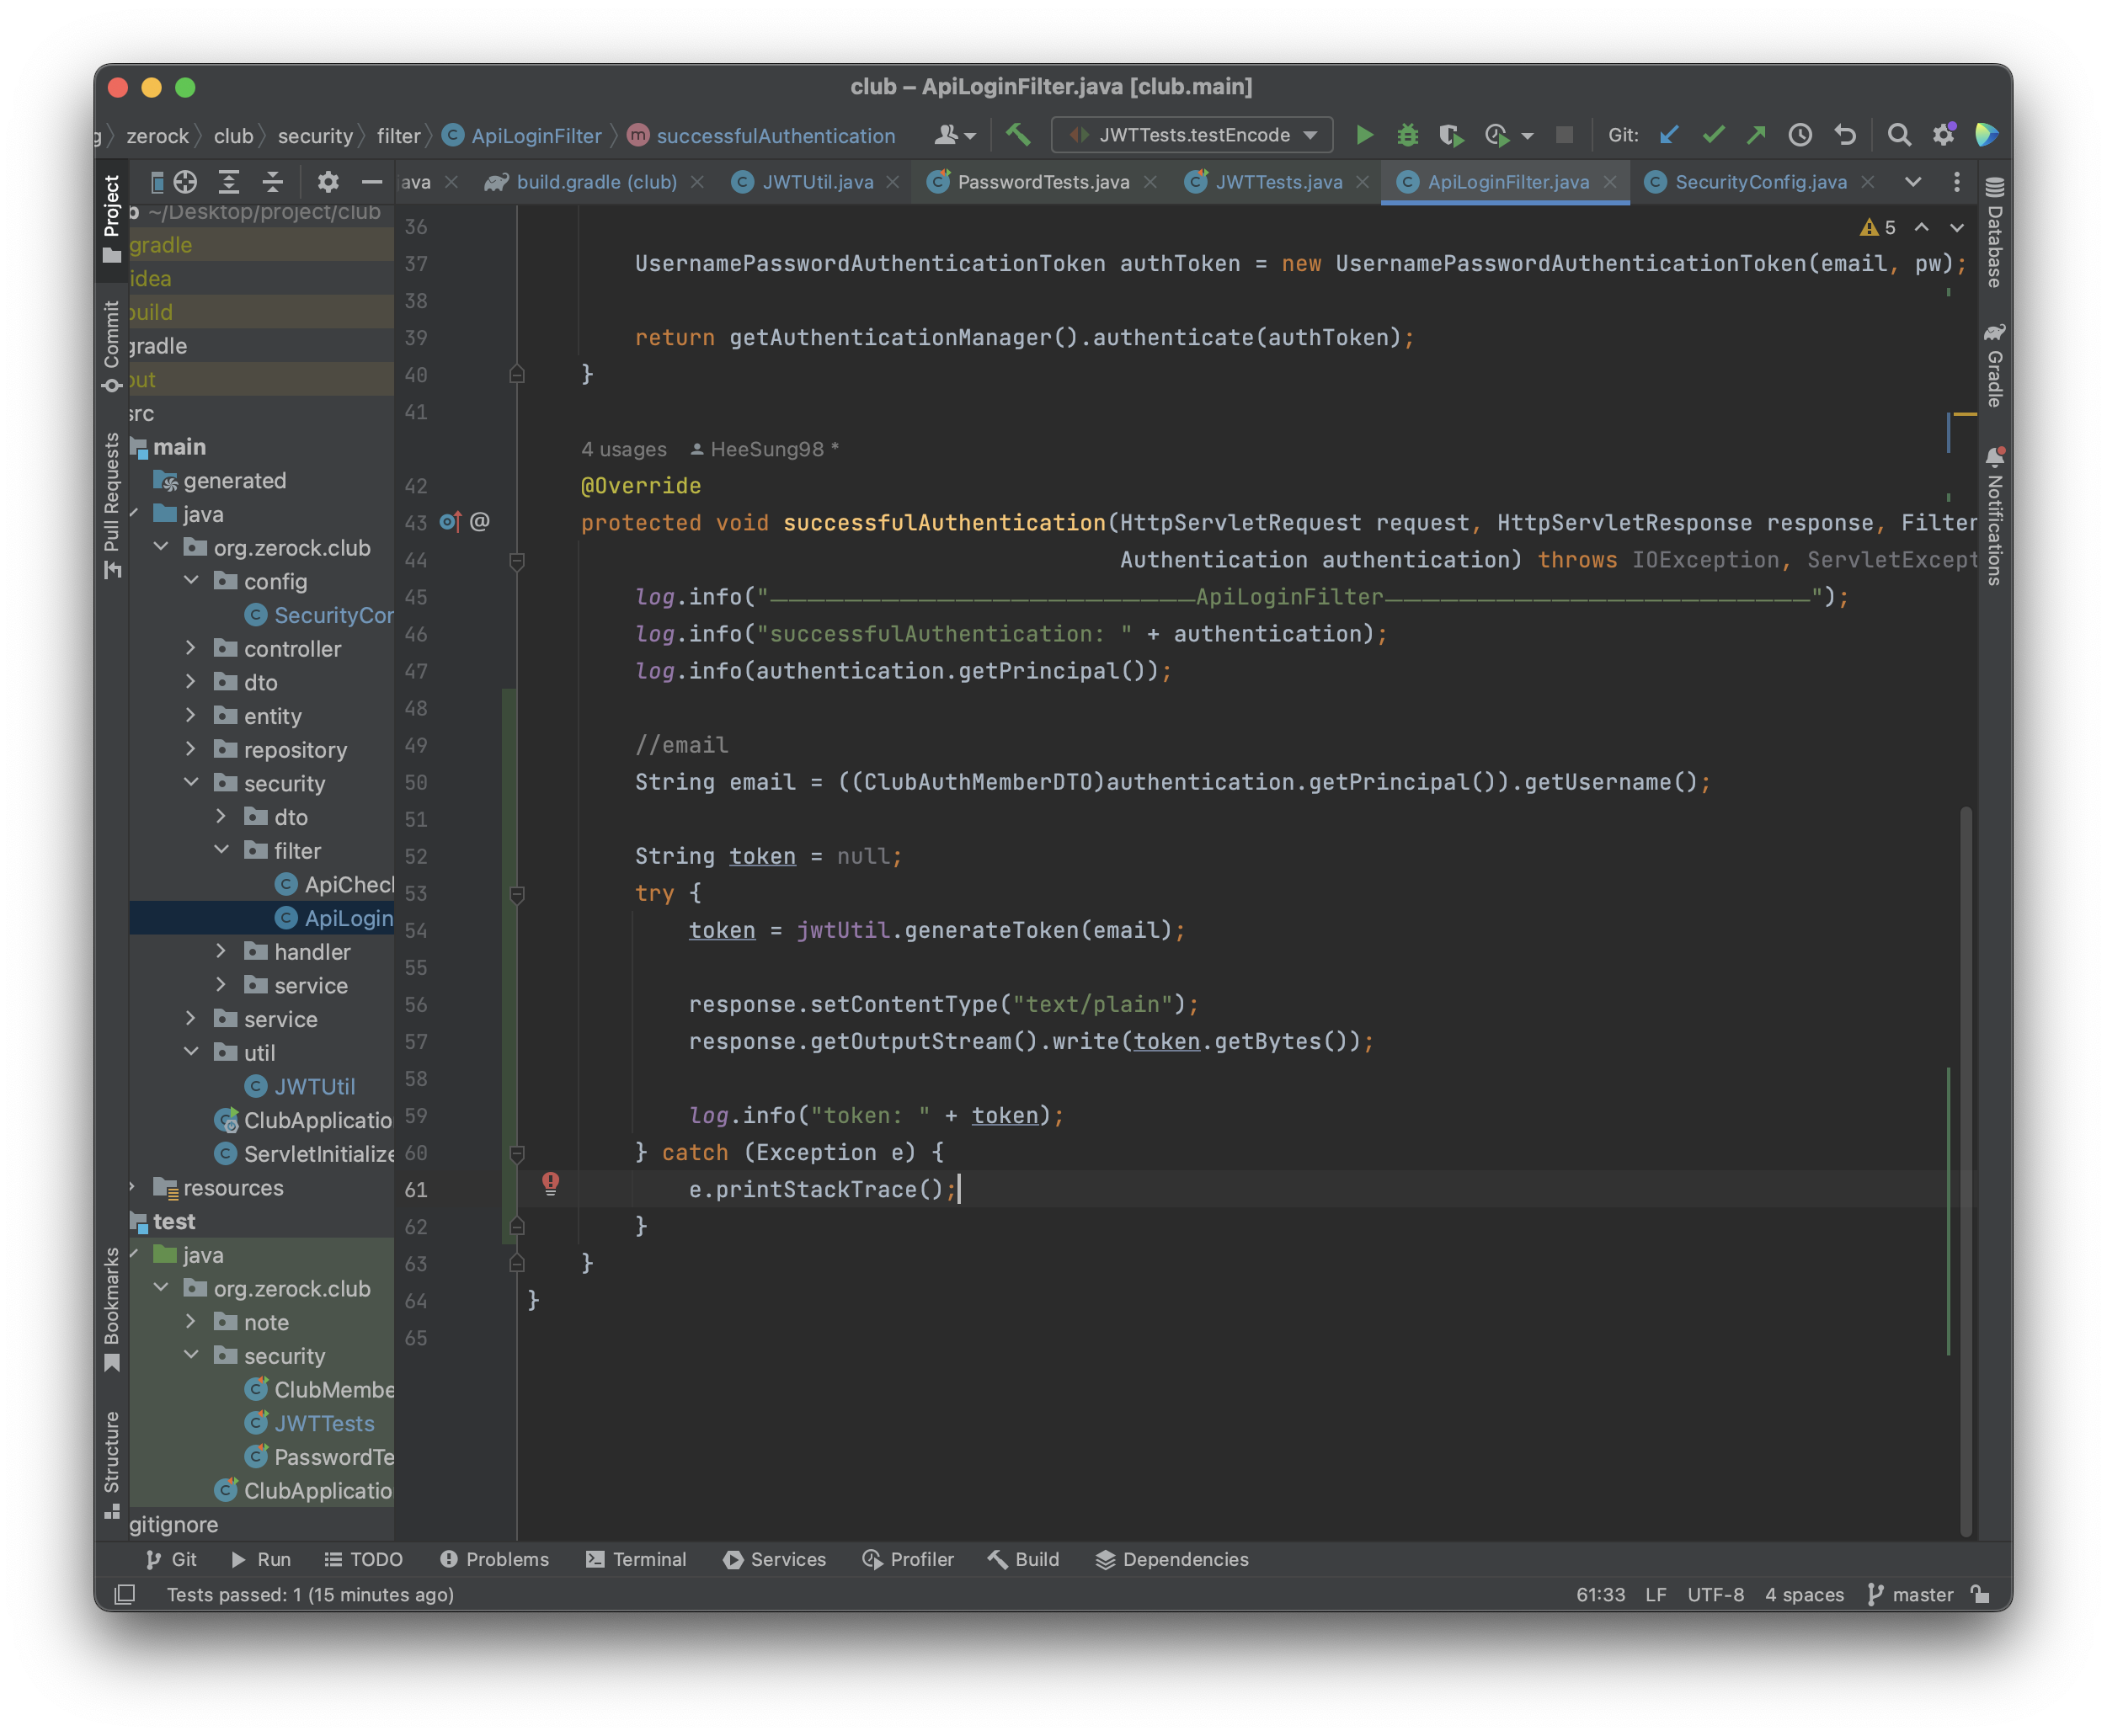 club – ApiLoginFilter.java [club.main]
zerock club security filter ApiLoginFilter successfulAuthentication JWTTests.testEncode Git:
ava build.gradle (club) JWTUtil.java PasswordTests.java JWTTests.java ApiLoginFilter.java SecurityConfig.java
Project
Commit
Pull Requests
Bookmarks
Structure
~/Desktop/project/club
gradle
idea
build
gradle
out
src
main
generated
java
org.zerock.club
config
SecurityCor
controller
dto
entity
repository
security
dto
filter
ApiChecl
ApiLogin
handler
service
service
util
JWTUtil
ClubApplicatio
ServletInitialize
resources
test
java
org.zerock.club
note
security
ClubMembe
JWTTests
PasswordTe
ClubApplicatio
gitignore
5
36
37 UsernamePasswordAuthenticationToken authToken = new UsernamePasswordAuthenticationToken(email, pw);
38
39 return getAuthenticationManager().authenticate(authToken);
40 }
41
4 usages HeeSung98 *
42 @Override
43 @ protected void successfulAuthentication(HttpServletRequest request, HttpServletResponse response, Filter
44 Authentication authentication) throws IOException, ServletExcept
45 log.info("———————————————————————ApiLoginFilter———————————————————————");
46 log.info("successfulAuthentication: " + authentication);
47 log.info(authentication.getPrincipal());
48
49 //email
50 String email = ((ClubAuthMemberDTO)authentication.getPrincipal()).getUsername();
51
52 String token = null;
53 try {
54 token = jwtUtil.generateToken(email);
55
56 response.setContentType("text/plain");
57 response.getOutputStream().write(token.getBytes());
58
59 log.info("token: " + token);
60 } catch (Exception e) {
61 e.printStackTrace();
62 }
63 }
64 }
65
Database
Gradle
Notifications
Git Run TODO Problems Terminal Services Profiler Build Dependencies
Tests passed: 1 (15 minutes ago) 61:33 LF UTF-8 4 spaces master